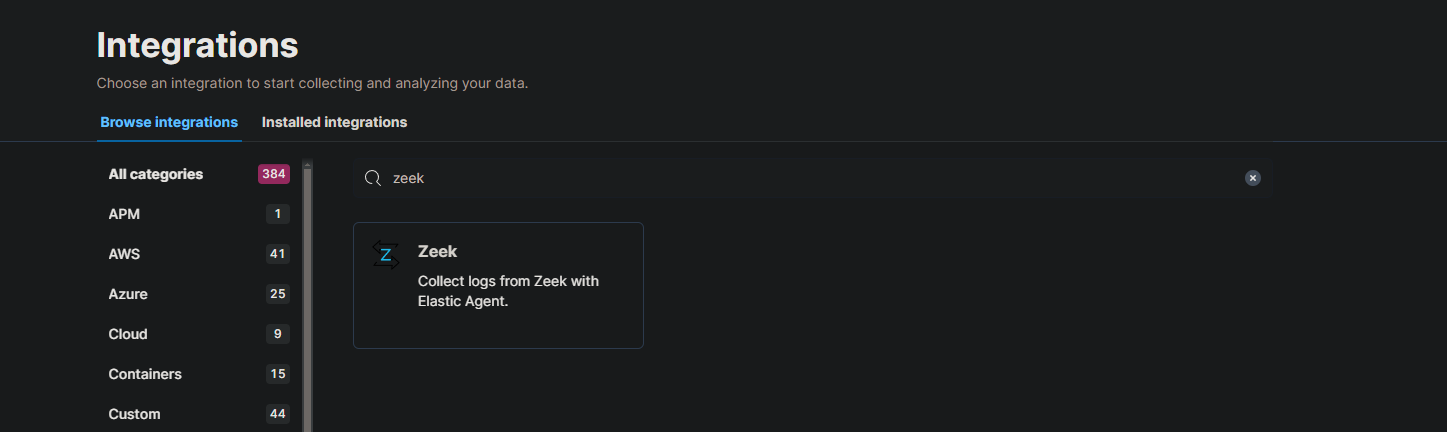 Integrations
Choose an integration to start collecting and analyzing your data.
Browse integrations Installed integrations
All categories 384
zeek
APM 1
AWS 41
Azure 25
Cloud 9
Containers 15
Custom 44
Z
Zeek
Collect logs from Zeek with
Elastic Agent.